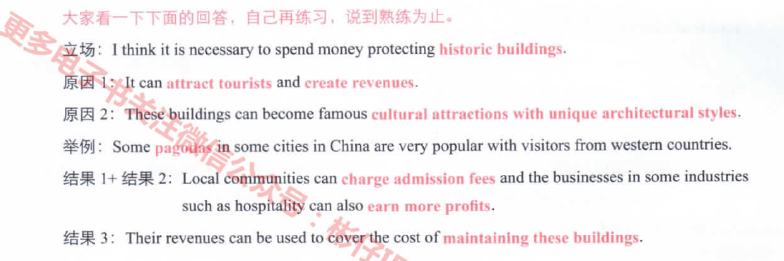 大家看一下下面的回答，自己再练习，说到熟练为止。
立场：I think it is necessary to spend money protecting historic buildings.
原因 1：It can attract tourists and create revenues.
原因 2：These buildings can become famous cultural attractions with unique architectural styles.
举例：Some pagodas in some cities in China are very popular with visitors from western countries.
结果 1+ 结果 2：Local communities can charge admission fees and the businesses in some industries
such as hospitality can also earn more profits.
结果 3：Their revenues can be used to cover the cost of maintaining these buildings.
更多电子书关注微信公众号：彬仔